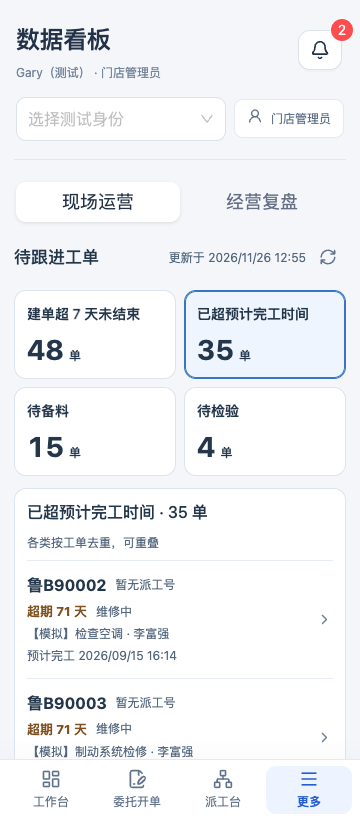 数据看板
2
Gary（测试） · 门店管理员
选择测试身份
门店管理员
现场运营
经营复盘
待跟进工单
更新于 2026/11/26 12:55
建单超 7 天未结束
48 单
已超预计完工时间
35 单
待备料
15 单
待检验
4 单
已超预计完工时间 · 35 单
各类按工单去重，可重叠
鲁B90002 暂无派工号
超期 71 天 维修中
【模拟】检查空调 · 李富强
预计完工 2026/09/15 16:14
鲁B90003 暂无派工号
超期 71 天 维修中
【模拟】制动系统检修 · 李富强
工作台
委托开单
派工台
更多